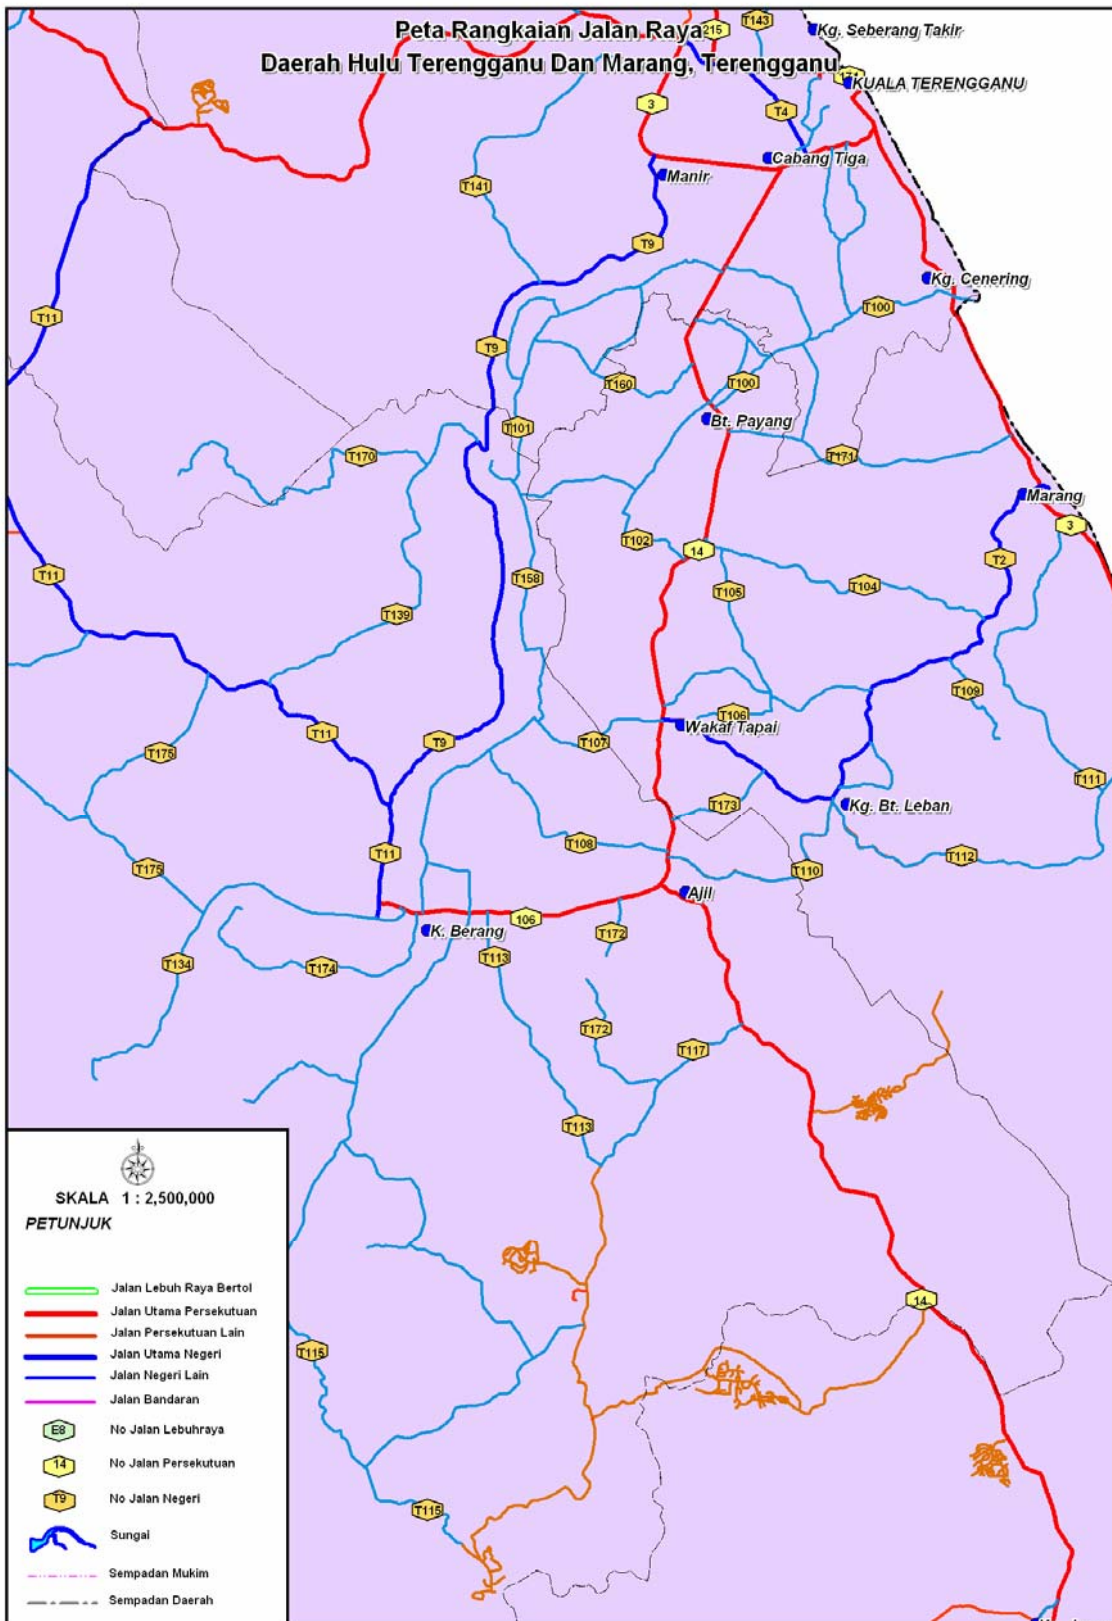 Peta Rangkaian Jalan Raya
Daerah Hulu Terengganu Dan Marang, Terengganu
215
T143
Kg. Seberang Takir
KUALA TERENGGANU
3
T4
Cabang Tiga
Manir
T141
T9
Kg. Cenering
T100
T11
T9
T160
T100
Bt. Payang
T101
T170
T171
Marang
3
T102
14
T2
T11
T158
T105
T104
T139
T109
T106
Wakaf Tapai
T11
T9
T107
T175
T111
T173
Kg. Bt. Leban
T108
T11
T112
T175
T110
Ajil
106
K. Berang
T172
T113
T134
T174
T172
T117
T113
14
T115
T115
SKALA 1 : 2,500,000
PETUNJUK
Jalan Lebuh Raya Bertol
Jalan Utama Persekutuan
Jalan Persekutuan Lain
Jalan Utama Negeri
Jalan Negeri Lain
Jalan Bandaran
E8 No Jalan Lebuhraya
14 No Jalan Persekutuan
T9 No Jalan Negeri
Sungai
Sempadan Mukim
Sempadan Daerah